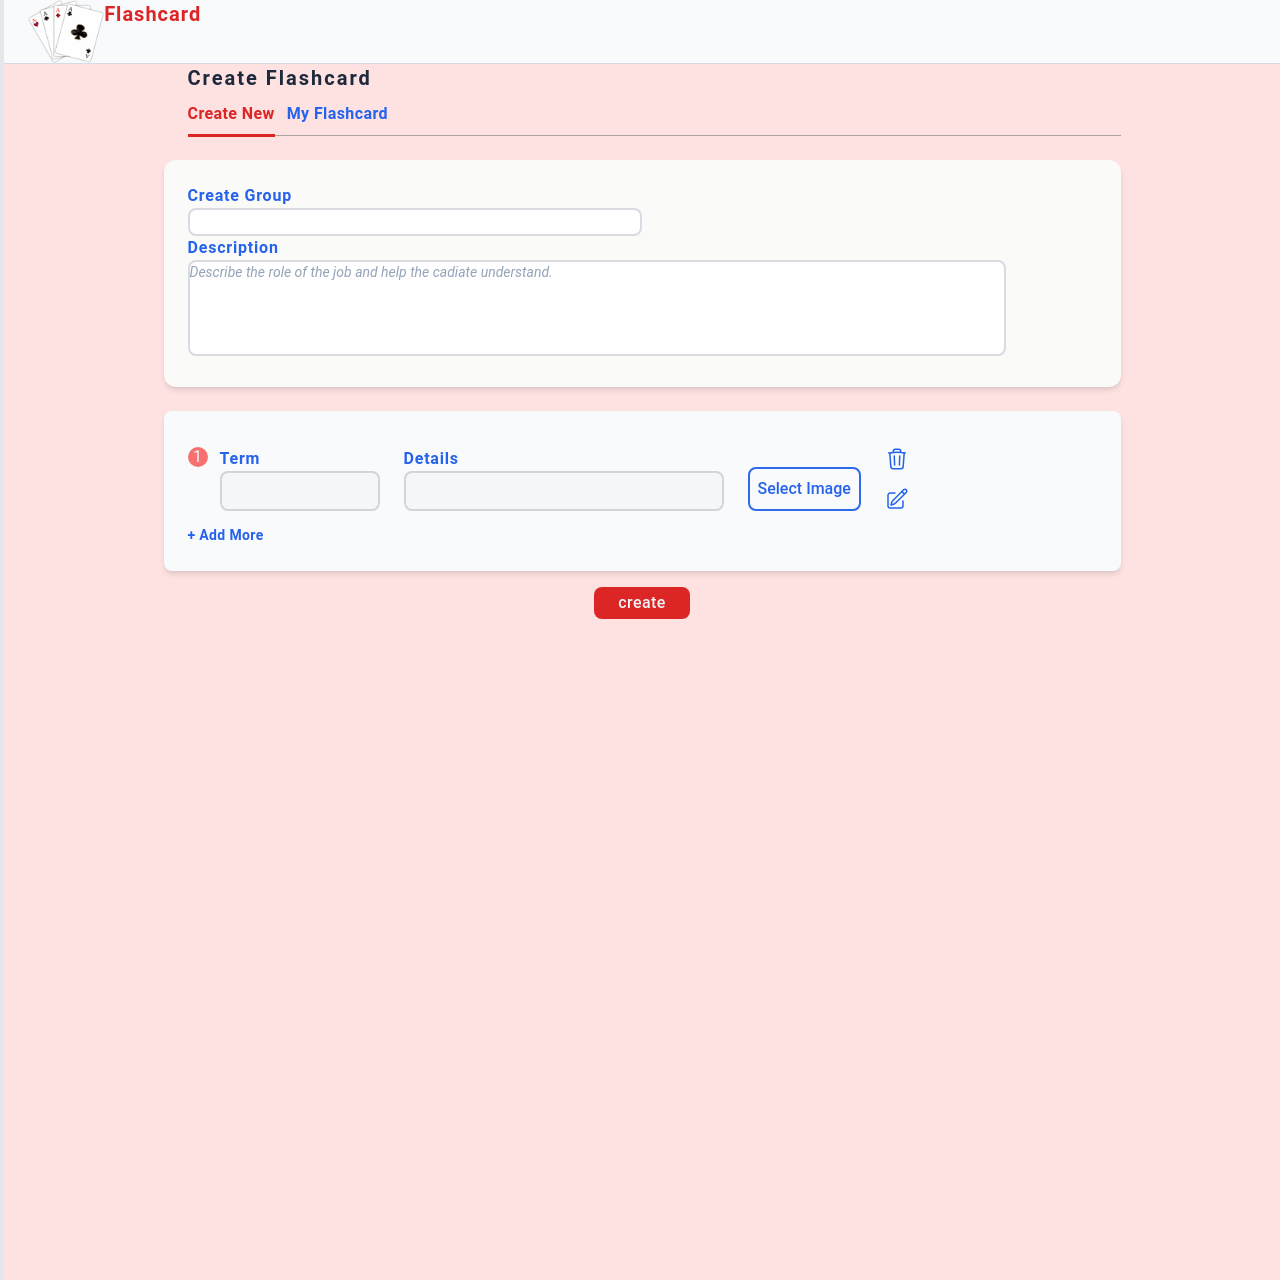 Flashcard
Create Flashcard
Create New My Flashcard
Create Group
Description
Describe the role of the job and help the cadiate understand.
1 Term Details
Select Image
+ Add More
create